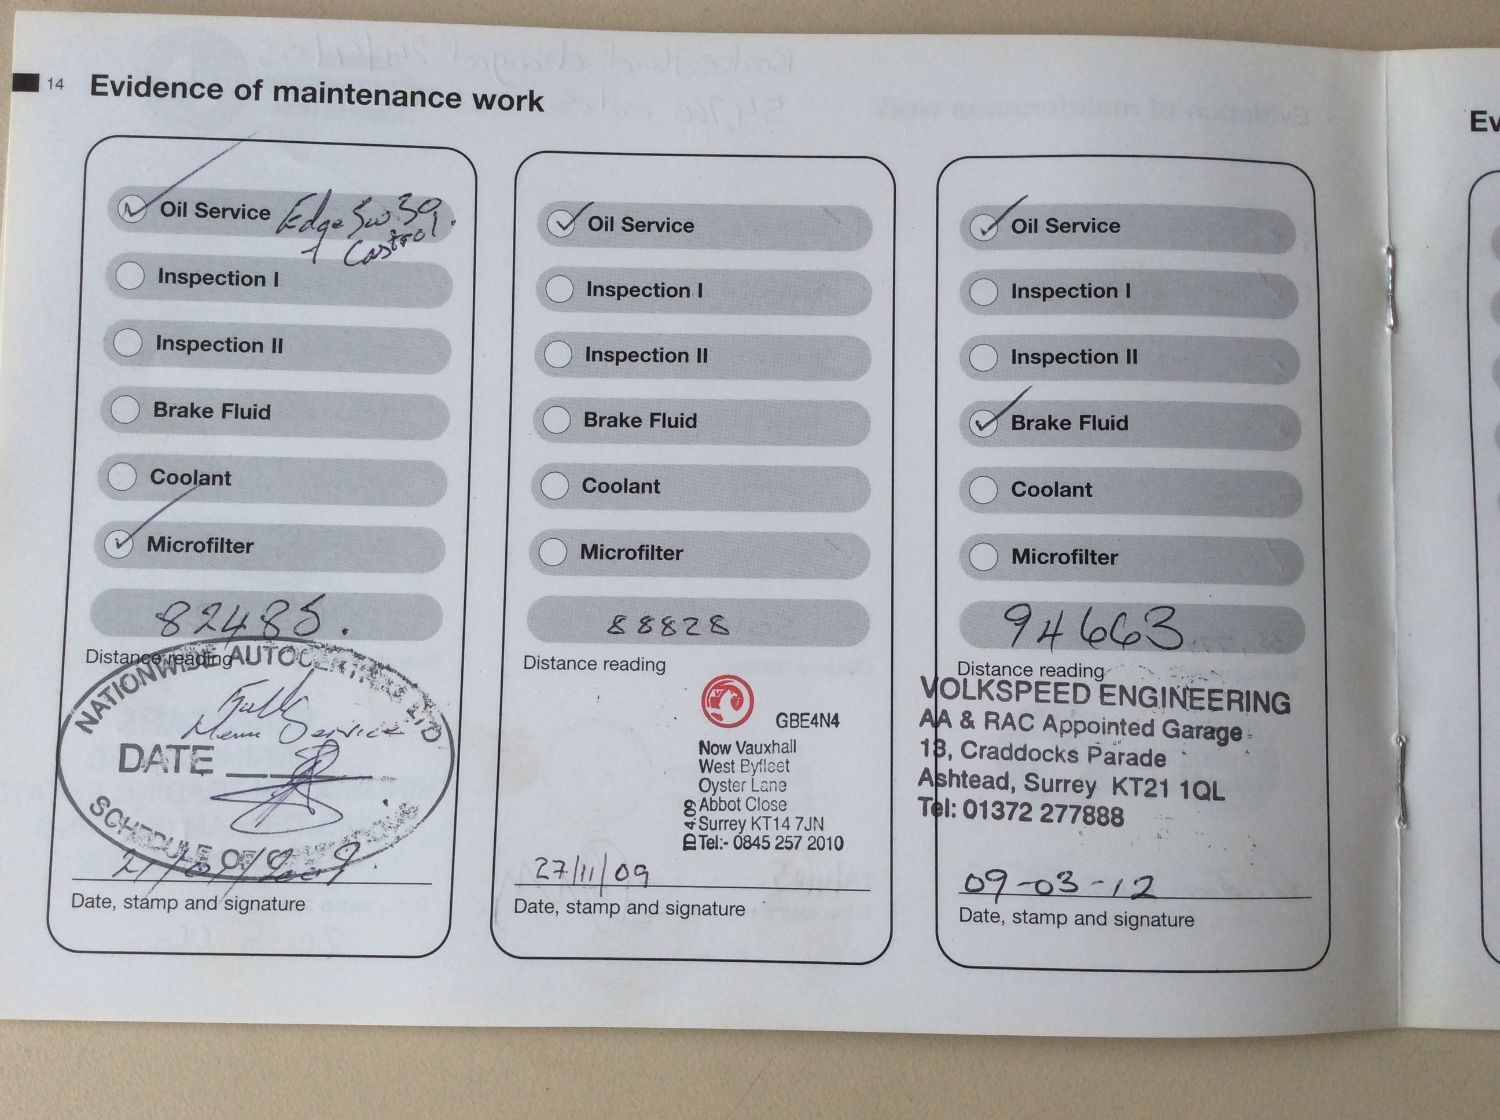 14 Evidence of maintenance work
Oil Service Edge 5w30
+ Castrol.
Inspection I
Inspection II
Brake Fluid
Coolant
Microfilter
82485.
Distance reading
NATIONWIDE AUTOCENTRES LTD
Menu Service
DATE
SCHEDULE OF
Date, stamp and signature
Oil Service
Inspection I
Inspection II
Brake Fluid
Coolant
Microfilter
88828
Distance reading
GBE4N4
Now Vauxhall
West Byfleet
Oyster Lane
Abbot Close
Surrey KT14 7JN
Tel:- 0845 257 2010
27/11/09
Date, stamp and signature
Oil Service
Inspection I
Inspection II
Brake Fluid
Coolant
Microfilter
94663
Distance reading
VOLKSPEED ENGINEERING
AA & RAC Appointed Garage
13, Craddocks Parade
Ashtead, Surrey KT21 1QL
Tel: 01372 277888
09-03-12
Date, stamp and signature
Ev